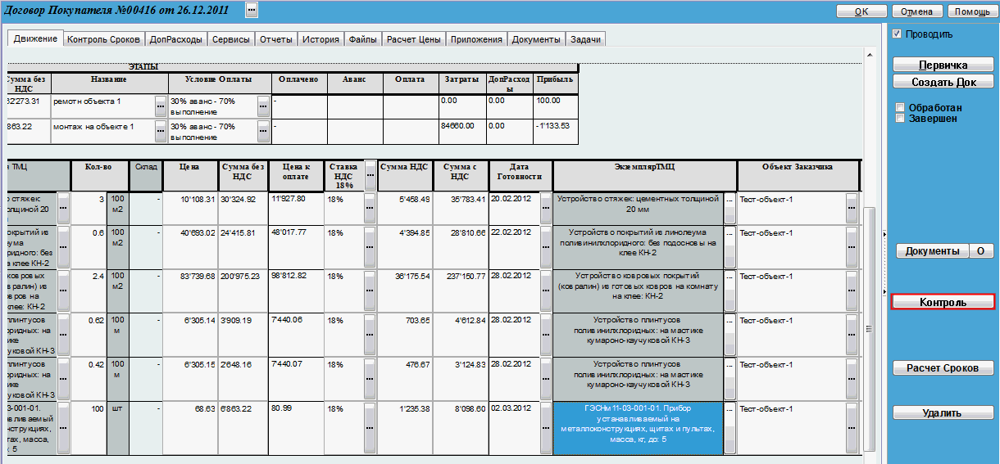 Договор Покупателя №00416 от 26.12.2011 ... ОК Отмена Помощь
Движение Контроль Сроков ДопРасходы Сервисы Отчеты История Файлы Расчет Цены Приложения Документы Задачи
Проводить
Первичка
Создать Док
Обработан
Завершен
Документы О
Контроль
Расчет Сроков
Удалить
ЭТАПЫ
Сумма без НДС Название Условие Оплаты Оплачено Аванс Оплата Затраты ДопРасходы Прибыль
32'273.31 ремотн объекта 1 ... 30% аванс - 70% выполнение ... - 0.00 0.00 100.00
863.22 монтаж на объекте 1 ... 30% аванс - 70% выполнение ... - 84660.00 0.00 -1'133.53
ТМЦ Кол-во Склад Цена Сумма без НДС Цена к оплате Ставка НДС 18% ... Сумма НДС Сумма с НДС Дата Готовности ЭкземплярТМЦ Объект Заказчика
о стяжек: толщиной 20 ... 3 100 м2 - 10'108.31 30'324.92 11'927.80 18% ... 5'458.49 35'783.41 20.02.2012 ... Устройство стяжек: цементных толщиной 20 мм ... Тест-объект-1 ...
покрытий из леума ридного: без на клее КН-2 ... 0.6 100 м2 - 40'693.02 24'415.81 48'017.77 18% ... 4'394.85 28'810.66 22.02.2012 ... Устройство покрытий из линолеума поливинилхлоридного: без подосновы на клее КН-2 ... Тест-объект-1 ...
ковровых вралин) из вров на клее: КН-2 ... 2.4 100 м2 - 83'739.68 200'975.23 98'812.82 18% ... 36'175.54 237'150.77 28.02.2012 ... Устройство ковровых покрытий (ковралин) из готовых ковров на комнату на клее: КН-2 ... Тест-объект-1 ...
плинтусов лоридных: на тике уковой КН-3 ... 0.62 100 м - 6'305.14 3'909.19 7'440.06 18% ... 703.65 4'612.84 28.02.2012 ... Устройство плинтусов поливинилхлоридных: на мастике кумароно-каучуковой КН-3 ... Тест-объект-1 ...
плинтусов лоридных: на тике уковой КН-3 ... 0.42 100 м - 6'305.15 2'648.16 7'440.07 18% ... 476.67 3'124.83 28.02.2012 ... Устройство плинтусов поливинилхлоридных: на мастике кумароно-каучуковой КН-3 ... Тест-объект-1 ...
3-001-01. авливаемый нструкциях, тах, масса, : 5 ... 100 шт - 68.63 6'863.22 80.99 18% ... 1'235.38 8'098.60 02.03.2012 ... ГЭСНм11-03-001-01. Прибор устанавливаемый на металлоконструкциях, щитах и пультах, масса, кг, до: 5 ... Тест-объект-1 ...